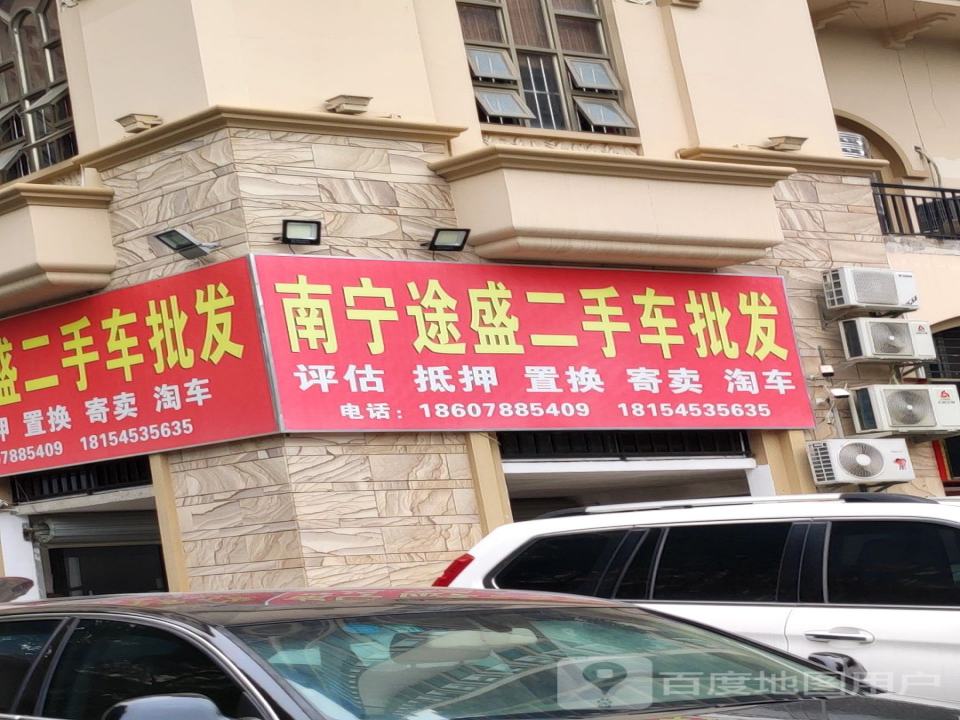 盛二手车批发
押 置换 寄卖 淘车
7885409 18154535635
南宁途盛二手车批发
评估 抵押 置换 寄卖 淘车
电话：18607885409 18154535635
百度地图用户